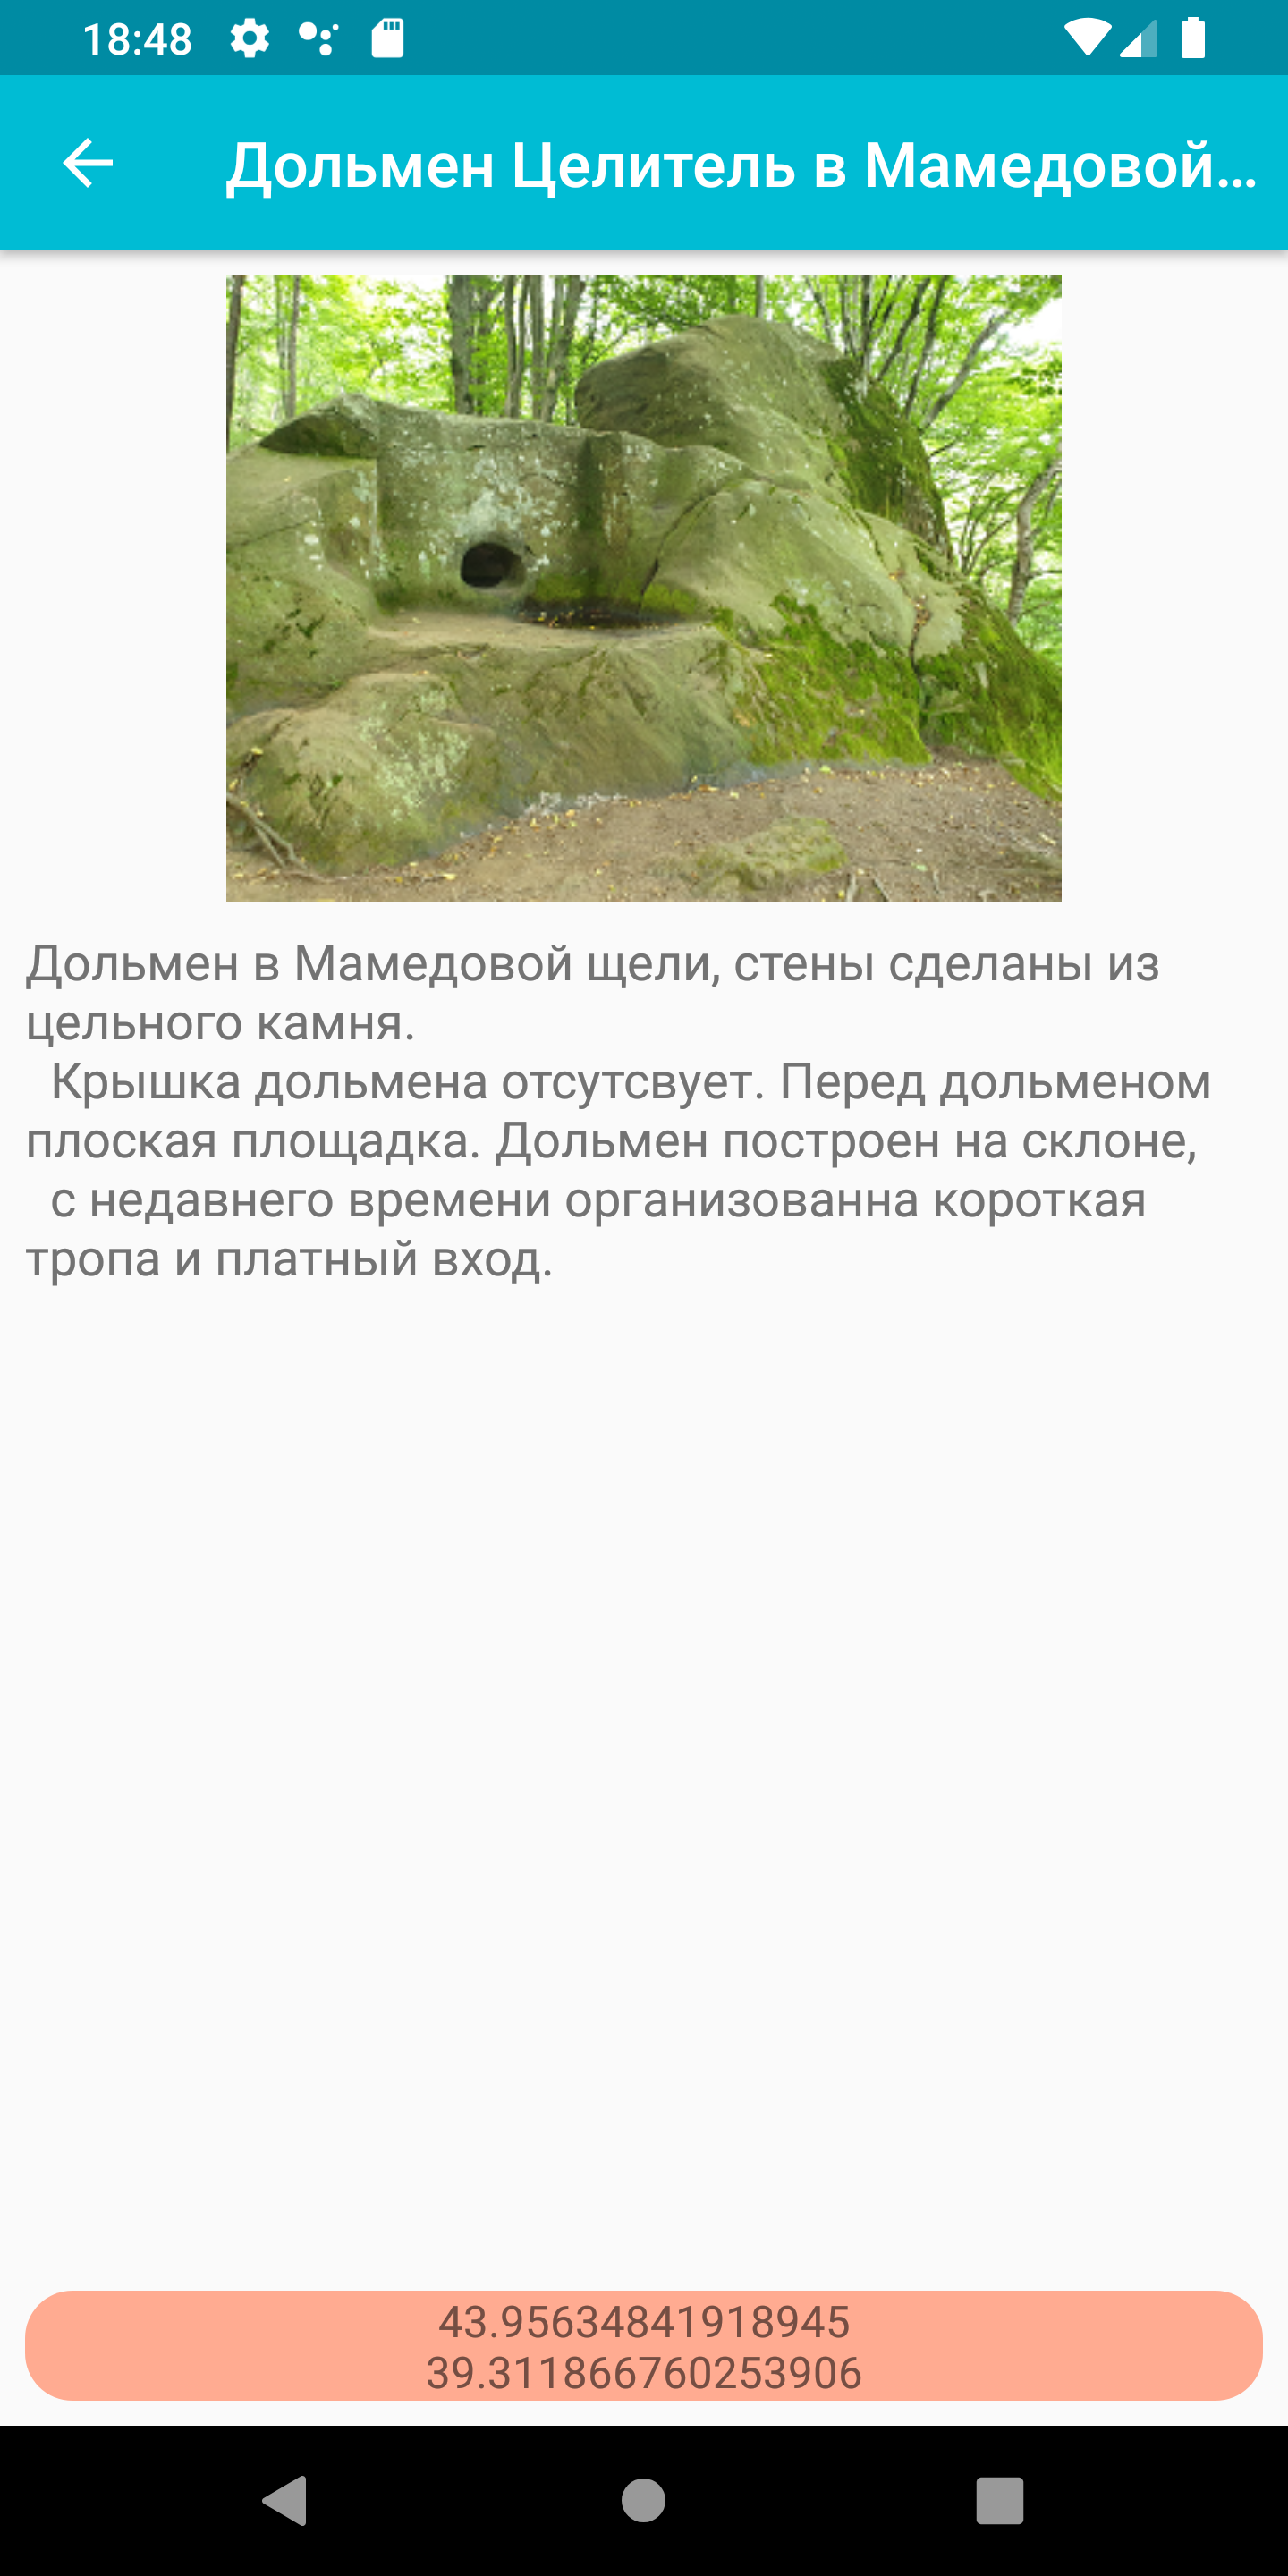 18:48
Дольмен Целитель в Мамедовой...
Дольмен в Мамедовой щели, стены сделаны из
цельного камня.
Крышка дольмена отсутсвует. Перед дольменом
плоская площадка. Дольмен построен на склоне,
с недавнего времени организованна короткая
тропа и платный вход.
43.95634841918945
39.311866760253906